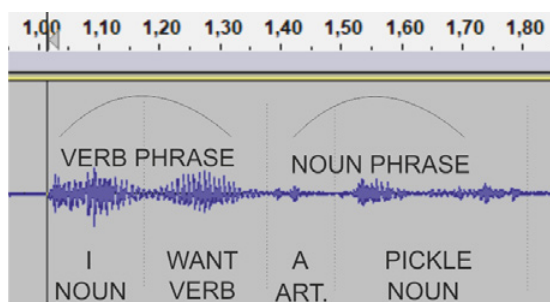 1,00 1,10 1,20 1,30 1,40 1,50 1,60 1,70 1,80
VERB PHRASE NOUN PHRASE
I WANT A PICKLE
NOUN VERB ART. NOUN